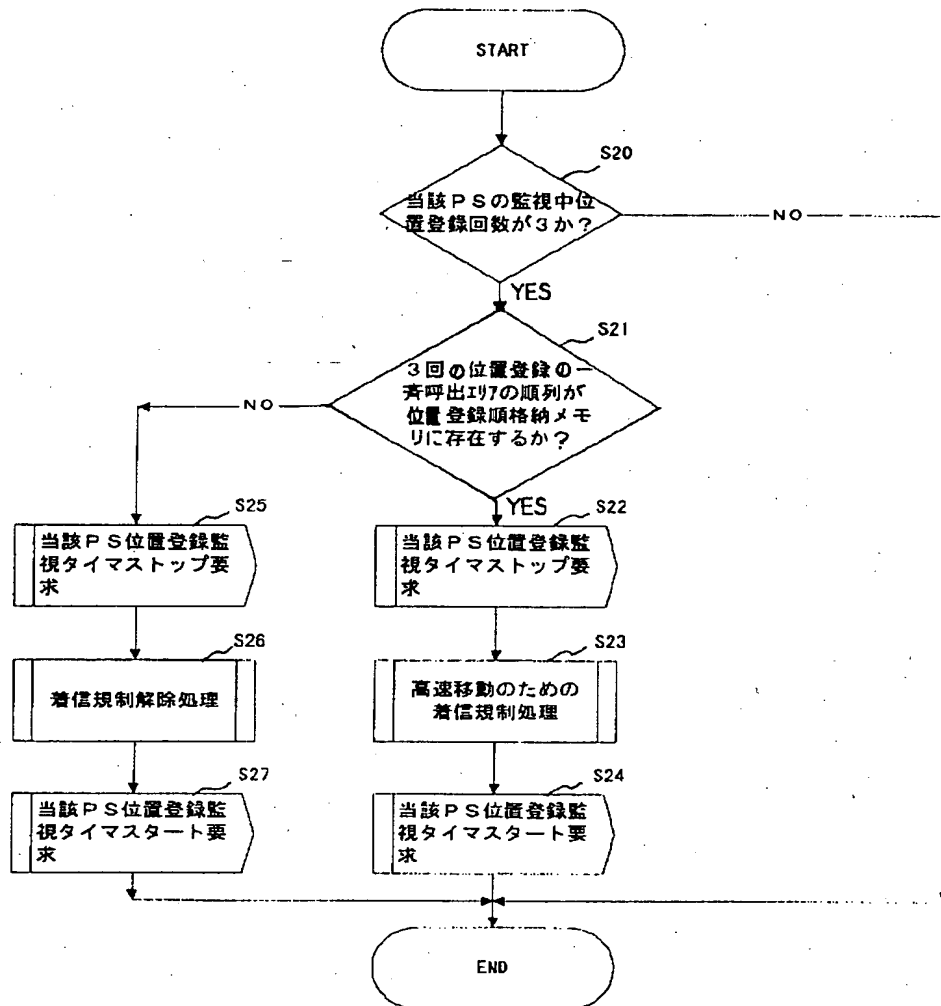 START
S20
当該PSの監視中位
置登録回数が3か?
NO
YES
S21
3回の位置登録の一
斉呼出エリアの順列が
位置登録順格納メモ
リに存在するか?
NO
YES
S25
当該PS位置登録監
視タイマストップ要
求
S22
当該PS位置登録監
視タイマストップ要
求
S26
着信規制解除処理
S23
高速移動のための
着信規制処理
S27
当該PS位置登録監
視タイマスタート要
求
S24
当該PS位置登録監
視タイマスタート要
求
END